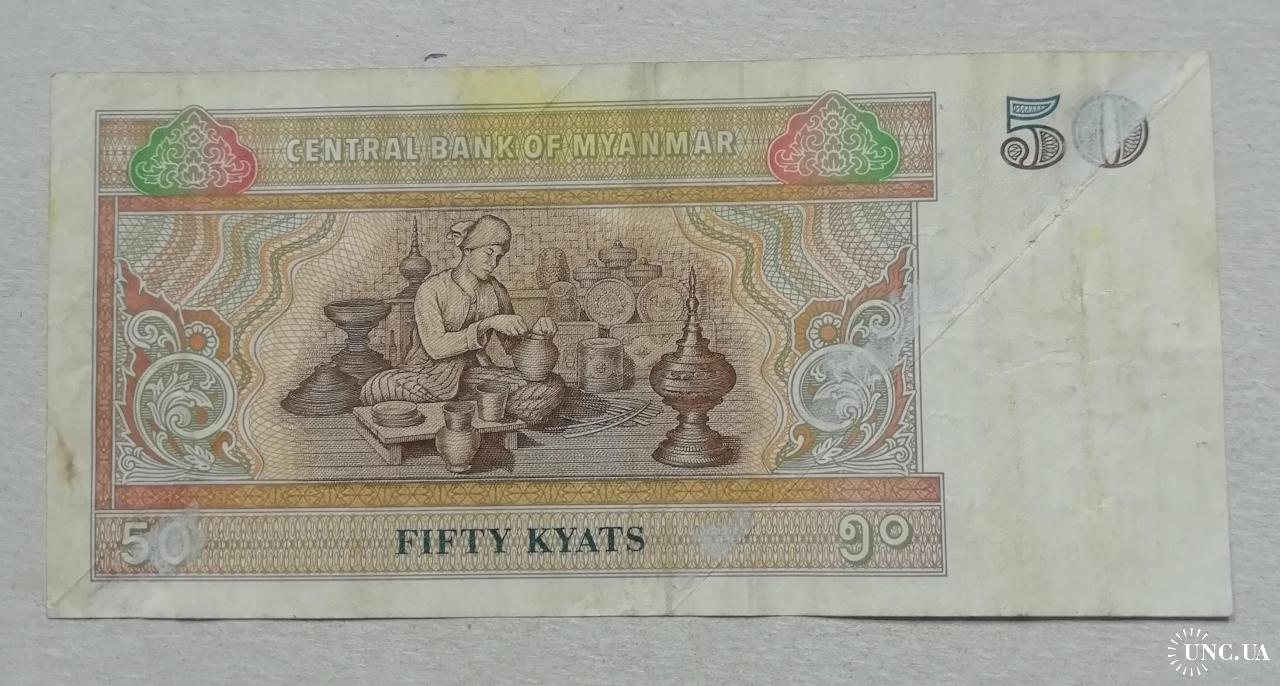 CENTRAL BANK OF MYANMAR
50
50
FIFTY KYATS
၅၀
UNC.UA